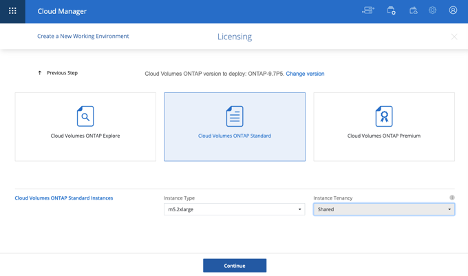 Cloud Manager
Create a New Working Environment
Licensing
Previous Step
Cloud Volumes ONTAP version to deploy: ONTAP-9.7P5. Change version
Cloud Volumes ONTAP Explore
Cloud Volumes ONTAP Standard
Cloud Volumes ONTAP Premium
Cloud Volumes ONTAP Standard Instances
Instance Type
Instance Tenancy
m5.2xlarge
Shared
Continue